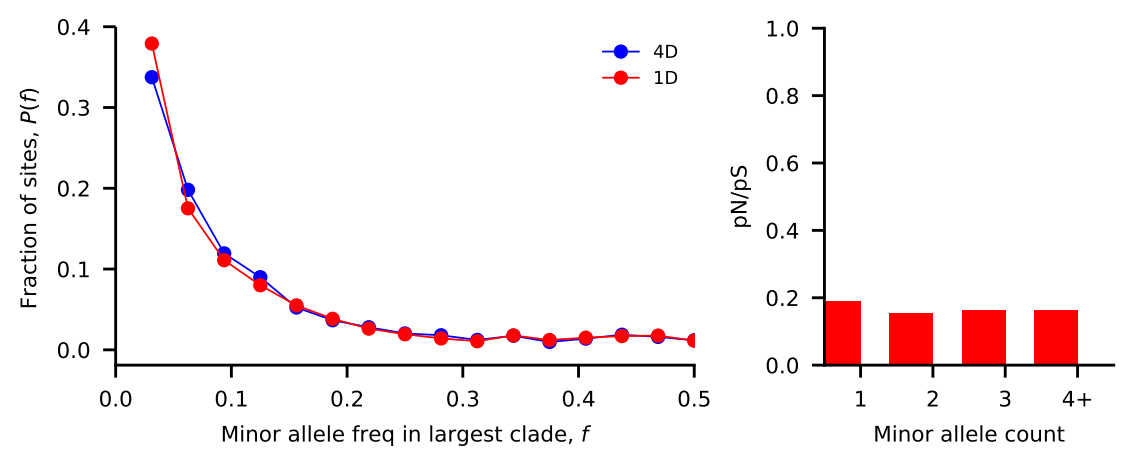 0.4
0.3
0.2
0.1
0.0
Fraction of sites, P(f)
0.0 0.1 0.2 0.3 0.4 0.5
Minor allele freq in largest clade, f
4D
1D
1.0
0.8
0.6
0.4
0.2
0.0
pN/pS
1 2 3 4+
Minor allele count